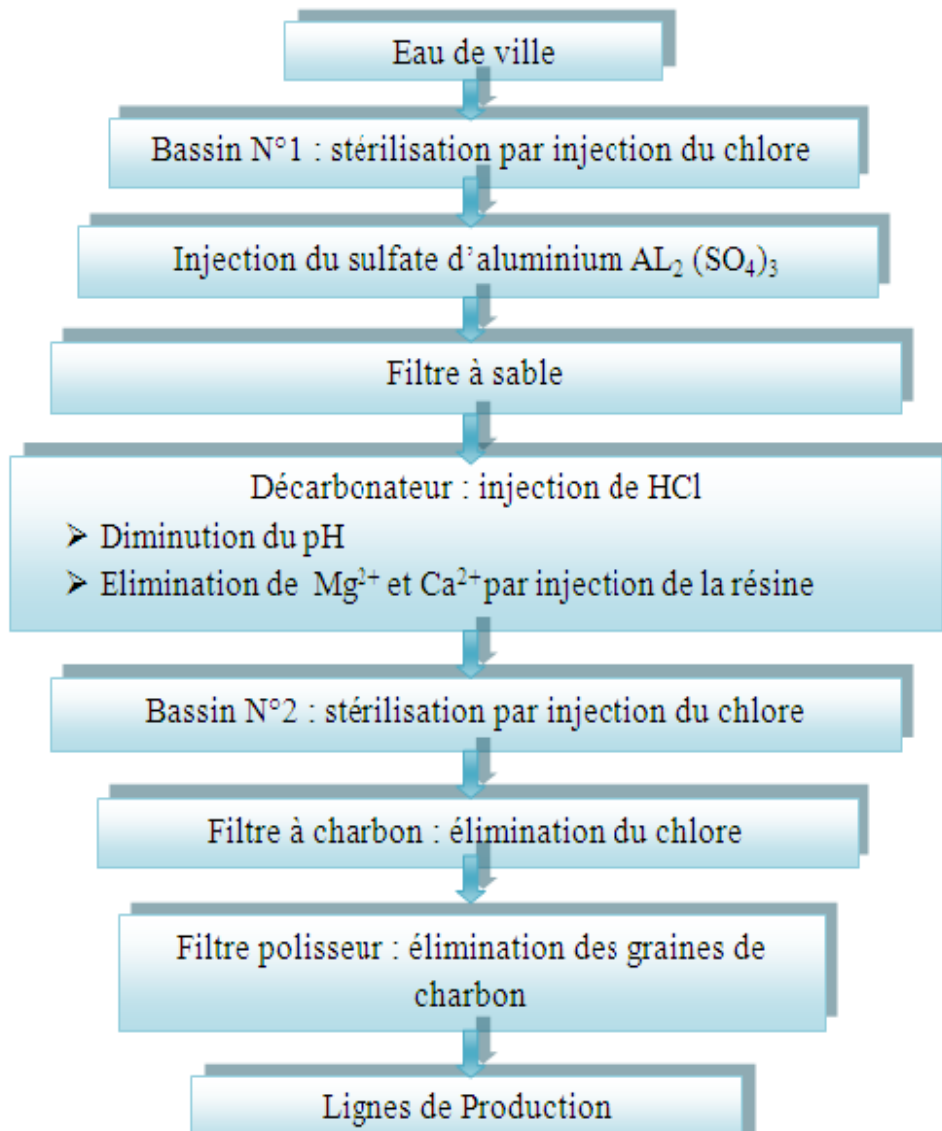 Eau de ville
Bassin N°1 : stérilisation par injection du chlore
Injection du sulfate d’aluminium AL₂ (SO₄)₃
Filtre à sable
Décarbonateur : injection de HCl
➢ Diminution du pH
➢ Elimination de Mg²⁺ et Ca²⁺par injection de la résine
Bassin N°2 : stérilisation par injection du chlore
Filtre à charbon : élimination du chlore
Filtre polisseur : élimination des graines de
charbon
Lignes de Production